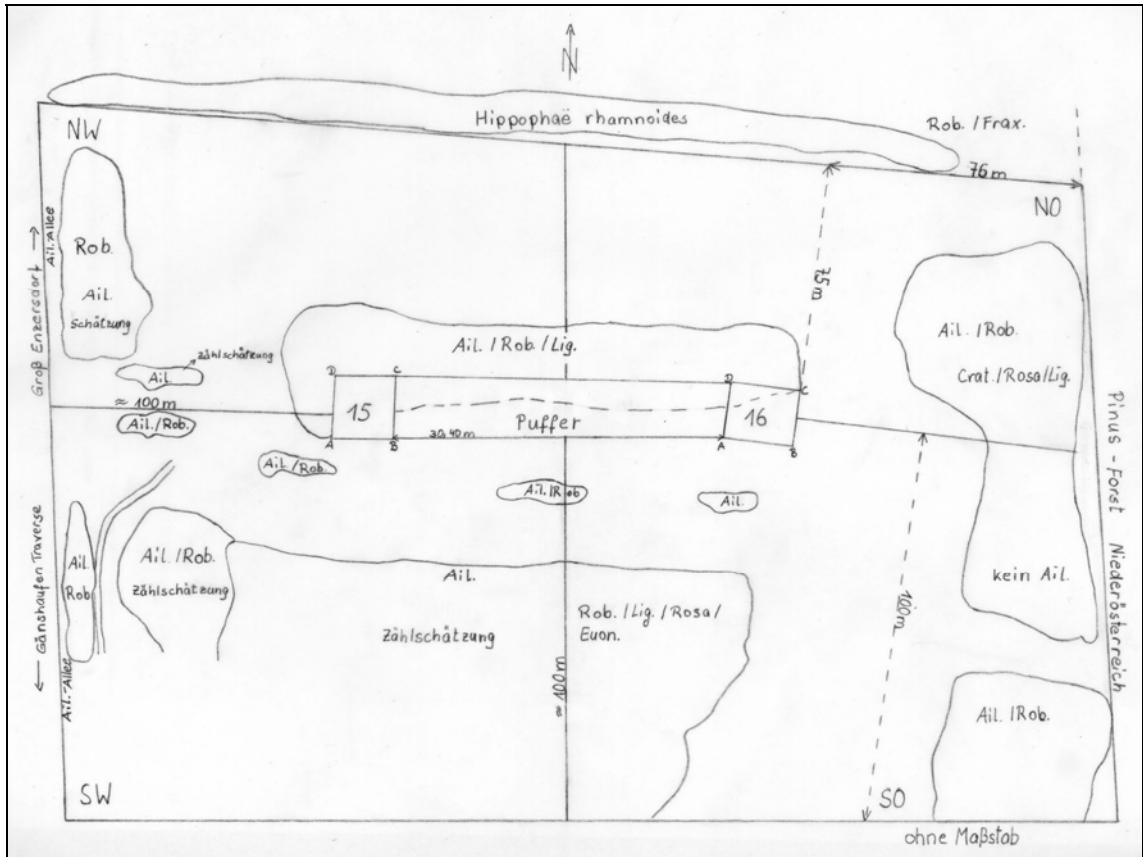 N
Hippophaë rhamnoides
Rob. /Frax.
NW
76 m
NO
Rob.
Ail.
Schätzung
Ail.-Allee
Groß Enzersdorf →
75m
Ail. /Rob.
Crat./Rosa/Lig.
Ail. /Rob/Lig.
Zählschätzung
Ail.
≈ 100 m
Ail./Rob.
D
C
15
A
B
Puffer
30,40 m
D
C
16
A
B
Ail /Rob.
Ail. /Rob
Ail.
Pinus - Forst Niederösterreich
← Gänshaufen Traverse
Ail.
Rob.
Ail. /Rob.
Zählschätzung
Ail.
Zählschätzung
Rob. /Lig. /Rosa/
Euon.
kein Ail.
100m
≈ 100m
Ail.-Allee
Ail. /Rob.
SW
SO
ohne Maßstab